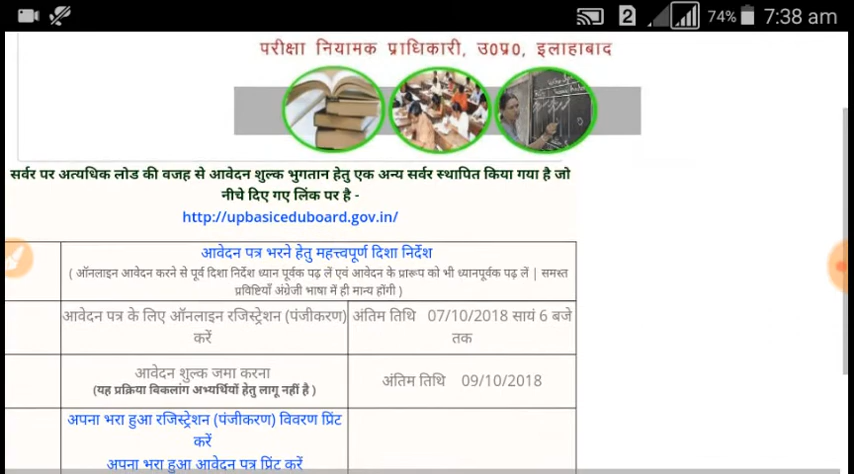 2 74% 7:38 am
परीक्षा नियामक प्राधिकारी, उ0प्र0, इलाहाबाद
सर्वर पर अत्यधिक लोड की वजह से आवेदन शुल्क भुगतान हेतु एक अन्य सर्वर स्थापित किया गया है जो
नीचे दिए गए लिंक पर है -
http://upbasiceduboard.gov.in/
आवेदन पत्र भरने हेतु महत्त्वपूर्ण दिशा निर्देश
( ऑनलाइन आवेदन करने से पूर्व दिशा निर्देश ध्यान पूर्वक पढ़ लें एवं आवेदन के प्रारूप को भी ध्यानपूर्वक पढ़ लें | समस्त
प्रविष्टियाँ अंग्रेजी भाषा में ही मान्य होंगी )
आवेदन पत्र के लिए ऑनलाइन रजिस्ट्रेशन (पंजीकरण)
करें
अंतिम तिथि 07/10/2018 सायं 6 बजे
तक
आवेदन शुल्क जमा करना
(यह प्रक्रिया विकलांग अभ्यर्थियों हेतु लागू नहीं है )
अंतिम तिथि 09/10/2018
अपना भरा हुआ रजिस्ट्रेशन (पंजीकरण) विवरण प्रिंट
करें
अपना भरा हुआ आवेदन पत्र प्रिंट करें